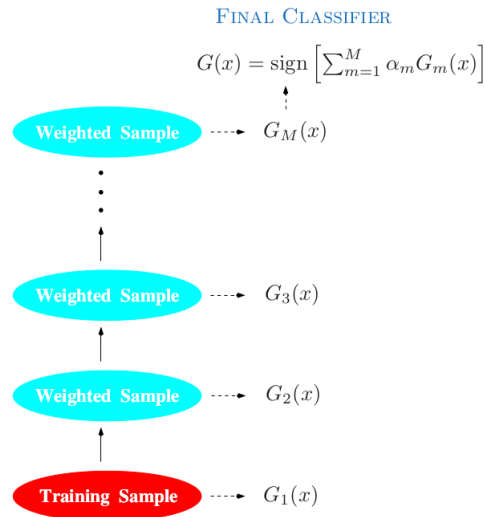 FINAL CLASSIFIER
G(x) = sign [∑_{m=1}^{M} α_m G_m(x)]
Weighted Sample G_M(x)
Weighted Sample G_3(x)
Weighted Sample G_2(x)
Training Sample G_1(x)